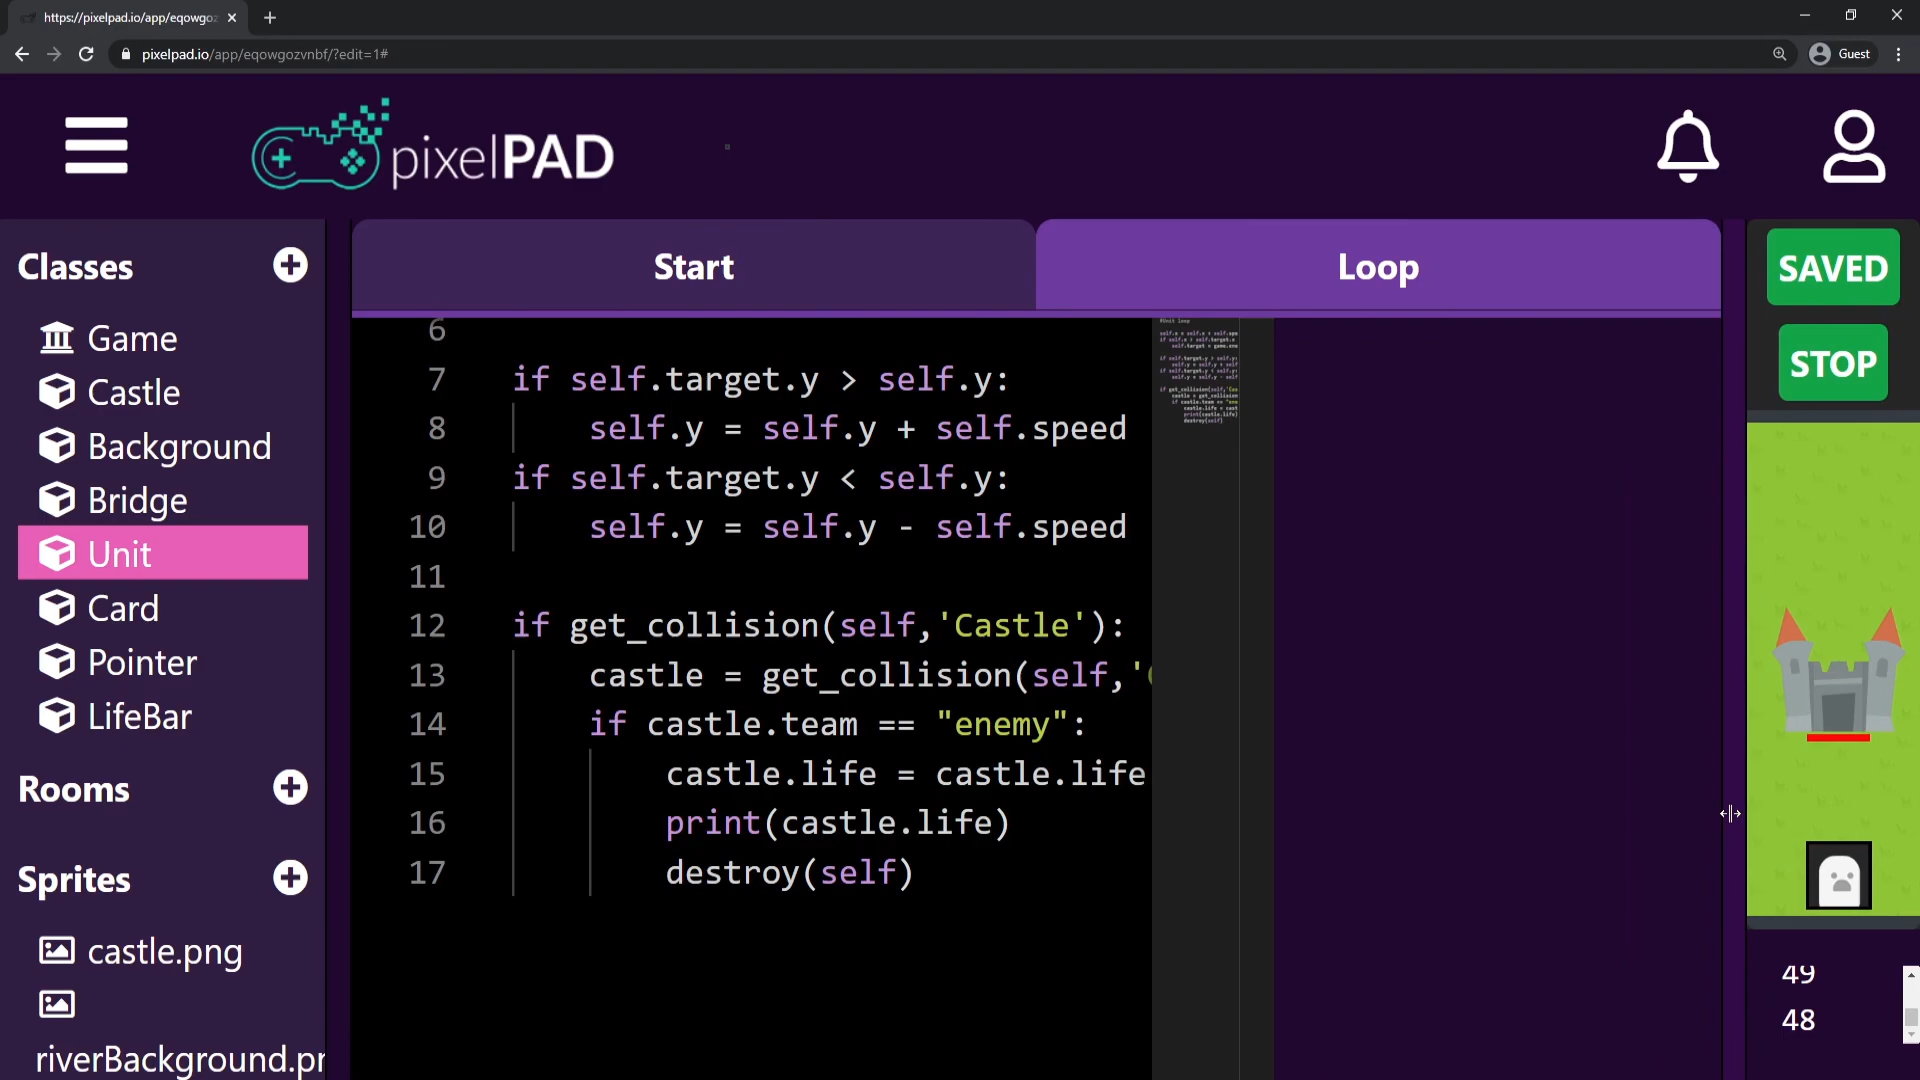 https://pixelpad.io/app/eqowgoz
pixelpad.io/app/eqowgozvnbf/?edit=1#
Guest
pixelPAD
Classes
Game
Castle
Background
Bridge
Unit
Card
Pointer
LifeBar
Rooms
Sprites
castle.png
riverBackground.pr
Start
Loop
6
7 if self.target.y > self.y:
8 self.y = self.y + self.speed
9 if self.target.y < self.y:
10 self.y = self.y - self.speed
11
12 if get_collision(self,'Castle'):
13 castle = get_collision(self,'
14 if castle.team == "enemy":
15 castle.life = castle.life
16 print(castle.life)
17 destroy(self)
SAVED
STOP
49
48